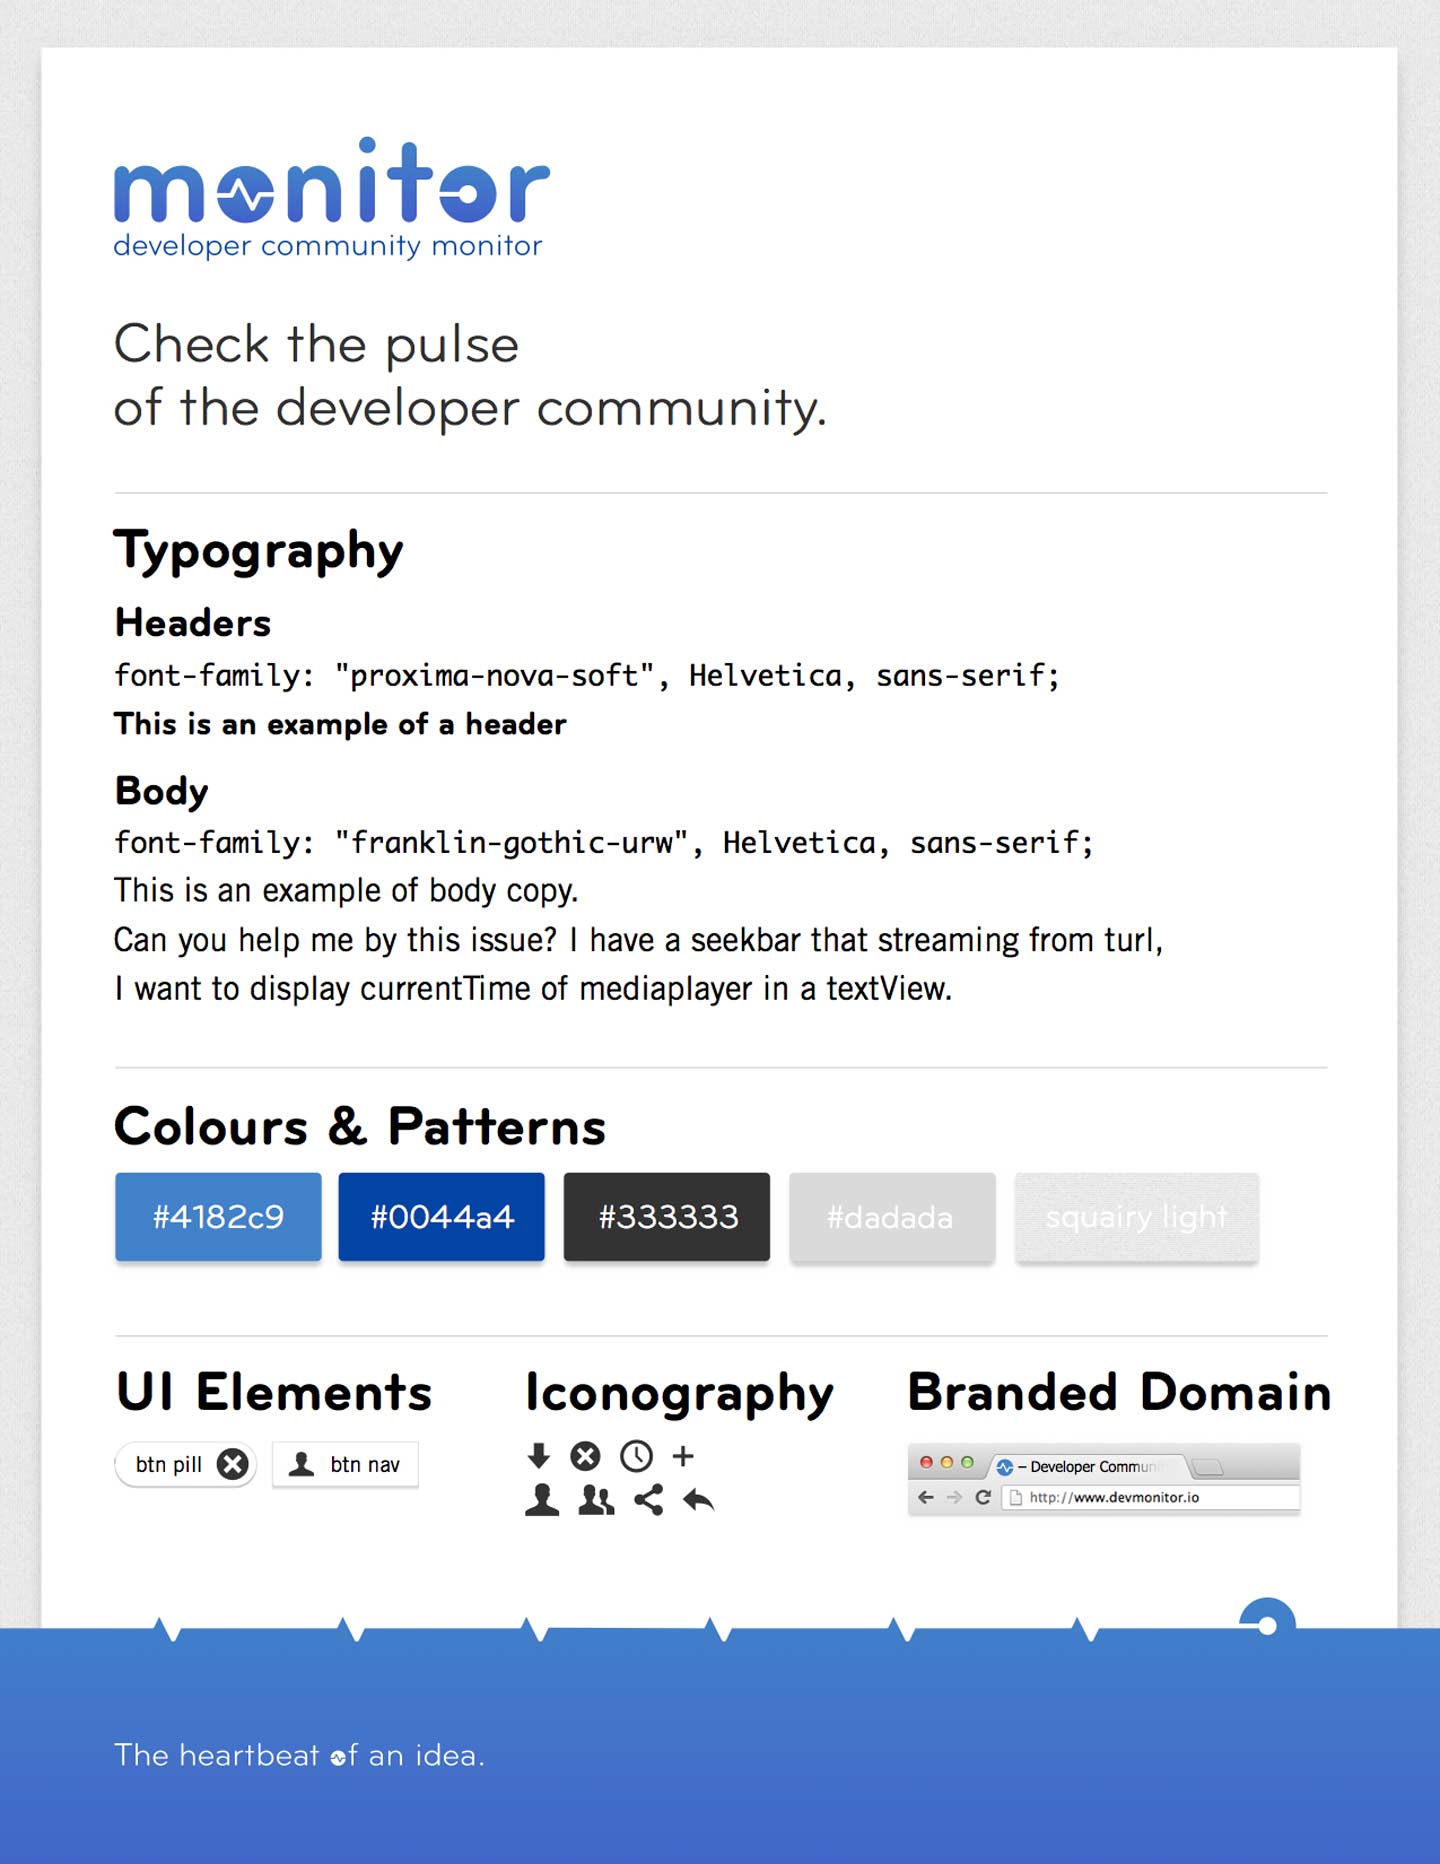 monitor
developer community monitor
Check the pulse
of the developer community.
Typography
Headers
font-family: "proxima-nova-soft", Helvetica, sans-serif;
This is an example of a header
Body
font-family: "franklin-gothic-urw", Helvetica, sans-serif;
This is an example of body copy.
Can you help me by this issue? I have a seekbar that streaming from turl,
I want to display currentTime of mediaplayer in a textView.
Colours & Patterns
#4182c9 #0044a4 #333333 #dadada squairy light
UI Elements
btn pill btn nav
Iconography
Branded Domain
– Developer Commun
http://www.devmonitor.io
The heartbeat of an idea.